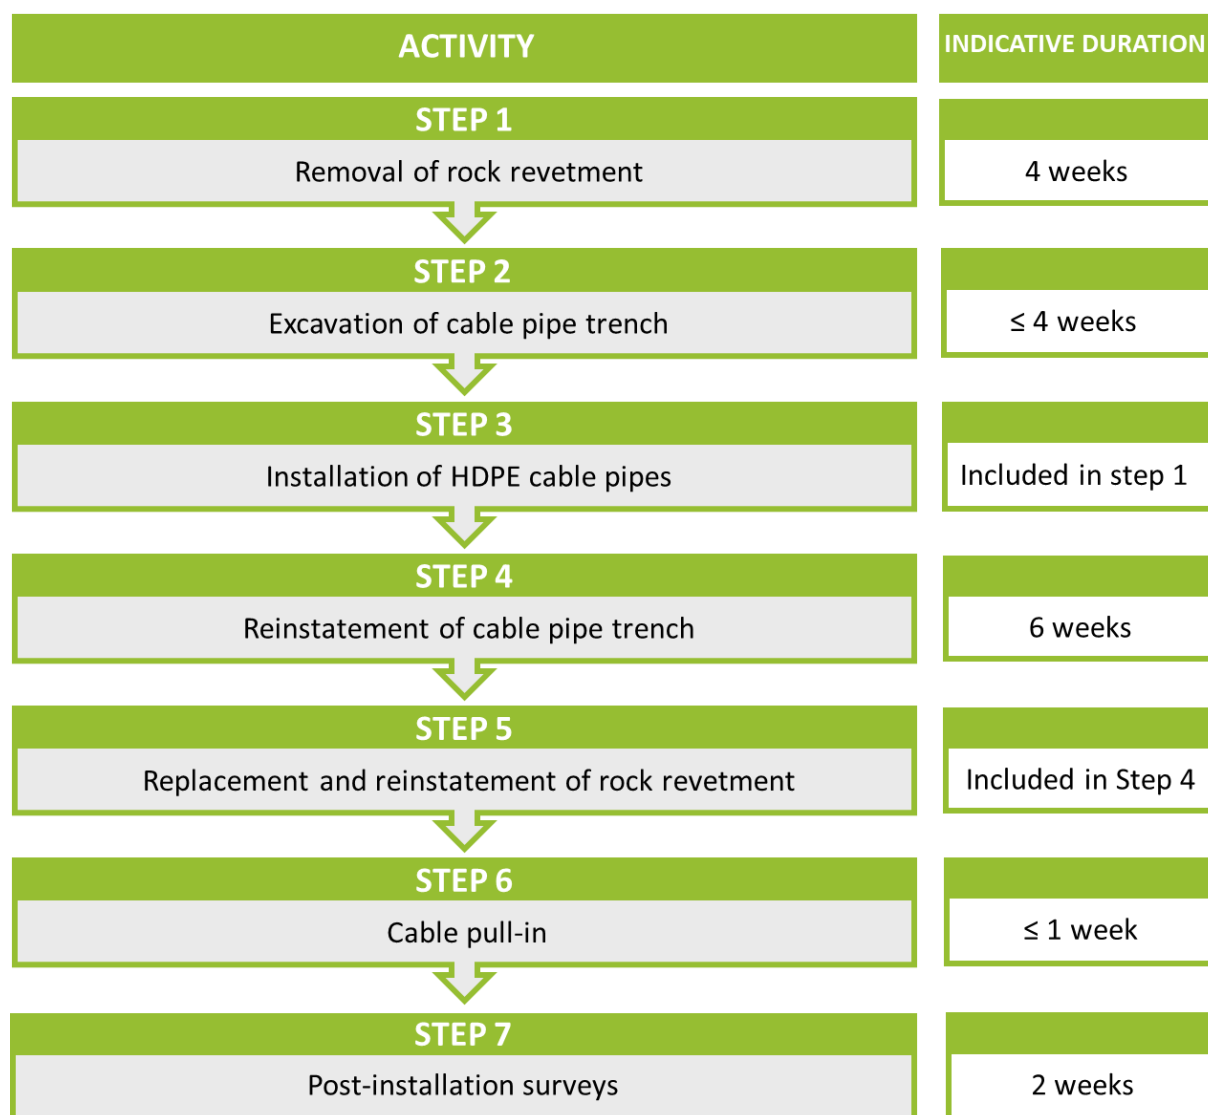 ACTIVITY
INDICATIVE DURATION
STEP 1
Removal of rock revetment
4 weeks
STEP 2
Excavation of cable pipe trench
≤ 4 weeks
STEP 3
Installation of HDPE cable pipes
Included in step 1
STEP 4
Reinstatement of cable pipe trench
6 weeks
STEP 5
Replacement and reinstatement of rock revetment
Included in Step 4
STEP 6
Cable pull-in
≤ 1 week
STEP 7
Post-installation surveys
2 weeks